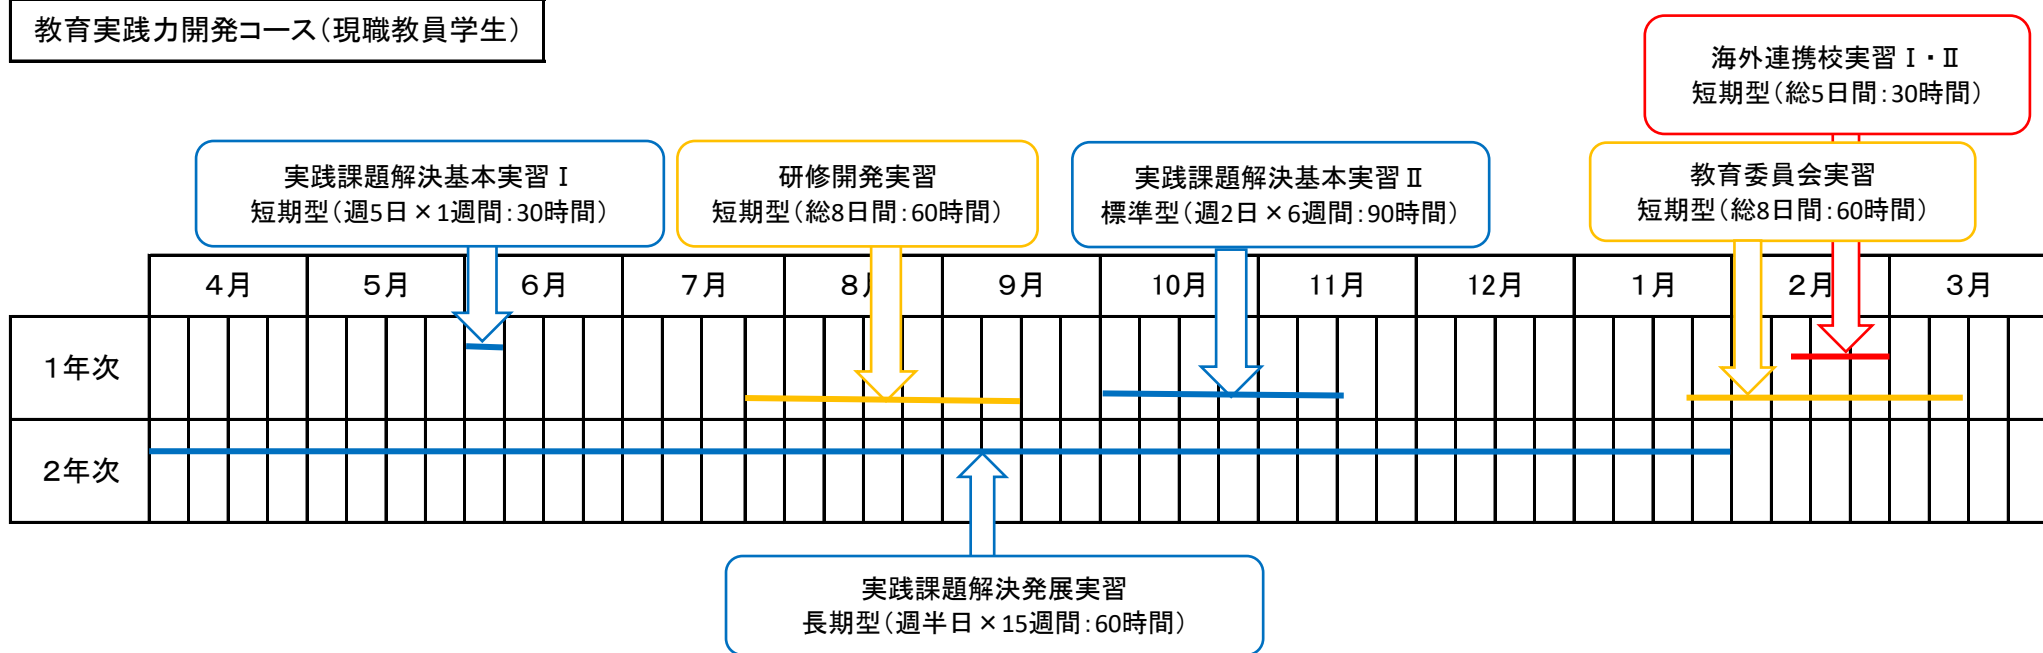 教育実践力開発コース(現職教員学生)
海外連携校実習Ⅰ・Ⅱ
短期型(総5日間:30時間)
実践課題解決基本実習Ⅰ
短期型(週5日×1週間:30時間)
研修開発実習
短期型(総8日間:60時間)
実践課題解決基本実習Ⅱ
標準型(週2日×6週間:90時間)
教育委員会実習
短期型(総8日間:60時間)
4月 5月 6月 7月 8月 9月 10月 11月 12月 1月 2月 3月
1年次
2年次
実践課題解決発展実習
長期型(週半日×15週間:60時間)